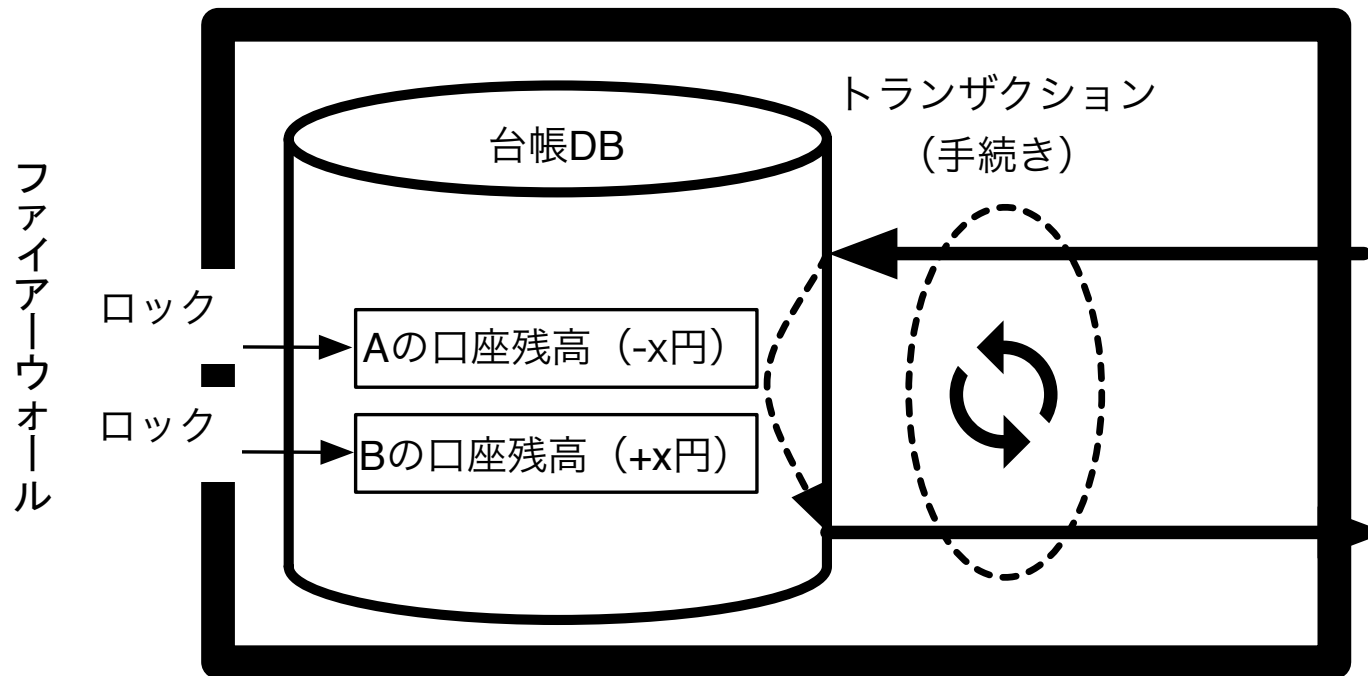 トランザクション
（手続き）
台帳DB
ファイアーウォール
ロック
Aの口座残高（-x円）
ロック
Bの口座残高（+x円）